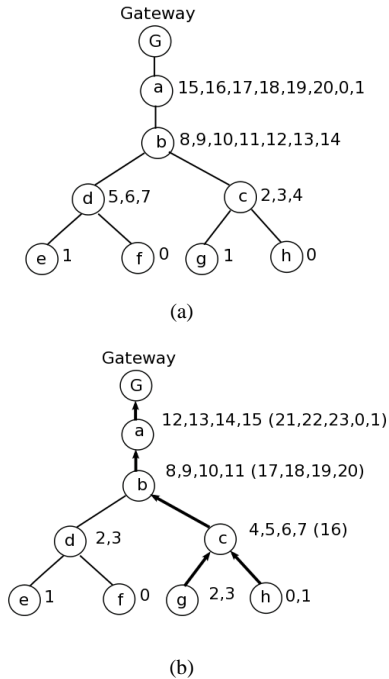 Gateway
G
a 15,16,17,18,19,20,0,1
b 8,9,10,11,12,13,14
d 5,6,7 c 2,3,4
e 1 f 0 g 1 h 0
(a)
Gateway
G
a 12,13,14,15 (21,22,23,0,1)
b 8,9,10,11 (17,18,19,20)
d 2,3 c 4,5,6,7 (16)
e 1 f 0 g 2,3 h 0,1
(b)